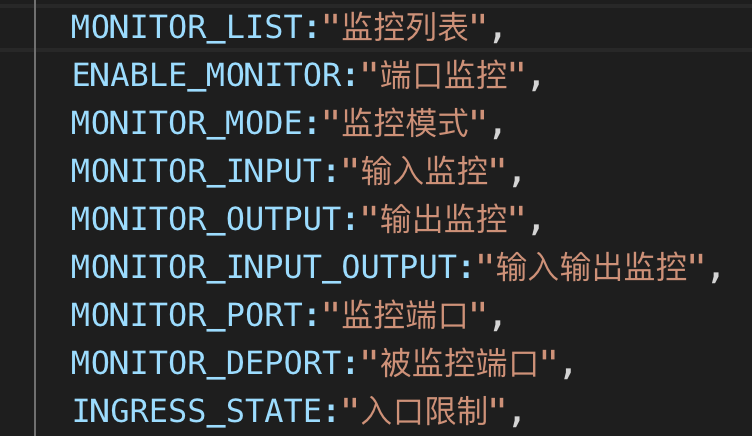 MONITOR_LIST:"监控列表",
ENABLE_MONITOR:"端口监控",
MONITOR_MODE:"监控模式",
MONITOR_INPUT:"输入监控",
MONITOR_OUTPUT:"输出监控",
MONITOR_INPUT_OUTPUT:"输入输出监控",
MONITOR_PORT:"监控端口",
MONITOR_DEPORT:"被监控端口",
INGRESS_STATE:"入口限制",